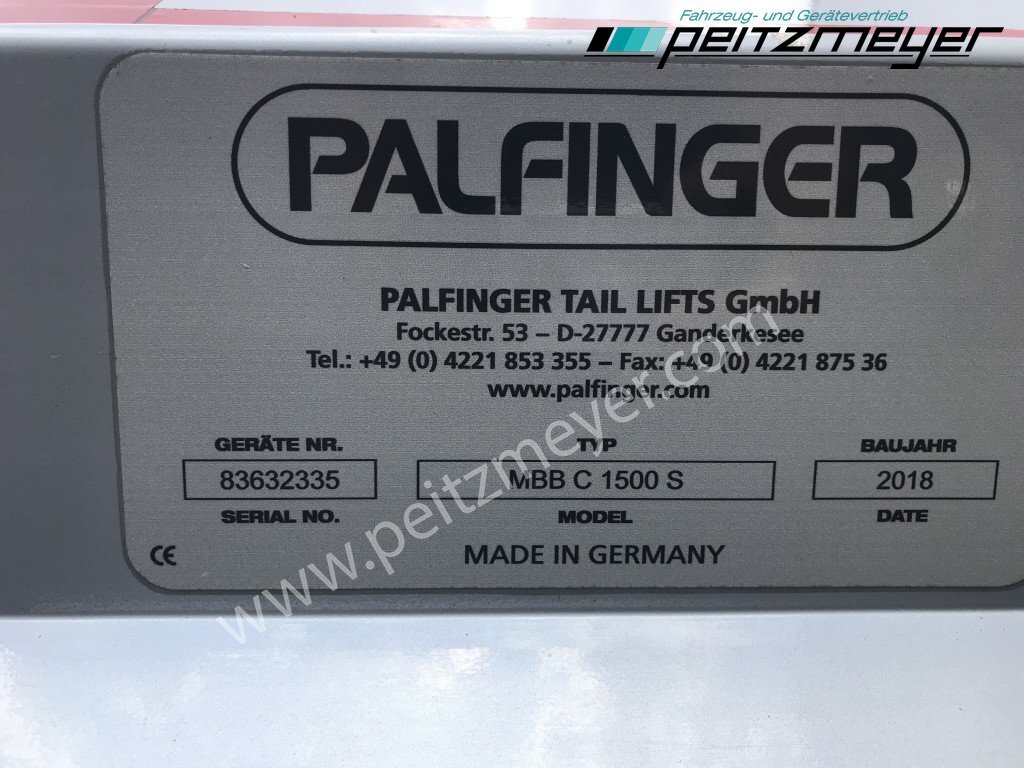 Fahrzeug- und Gerätevertrieb
peitzmeyer
PALFINGER
PALFINGER TAIL LIFTS GmbH
Fockestr. 53 – D-27777 Ganderkesee
Tel.: +49 (0) 4221 853 355 – Fax: +49 (0) 4221 875 36
www.palfinger.com
GERÄTE NR. TYP BAUJAHR
83632335 MBB C 1500 S 2018
SERIAL NO. MODEL DATE
CE MADE IN GERMANY
www.peitzmeyer.com